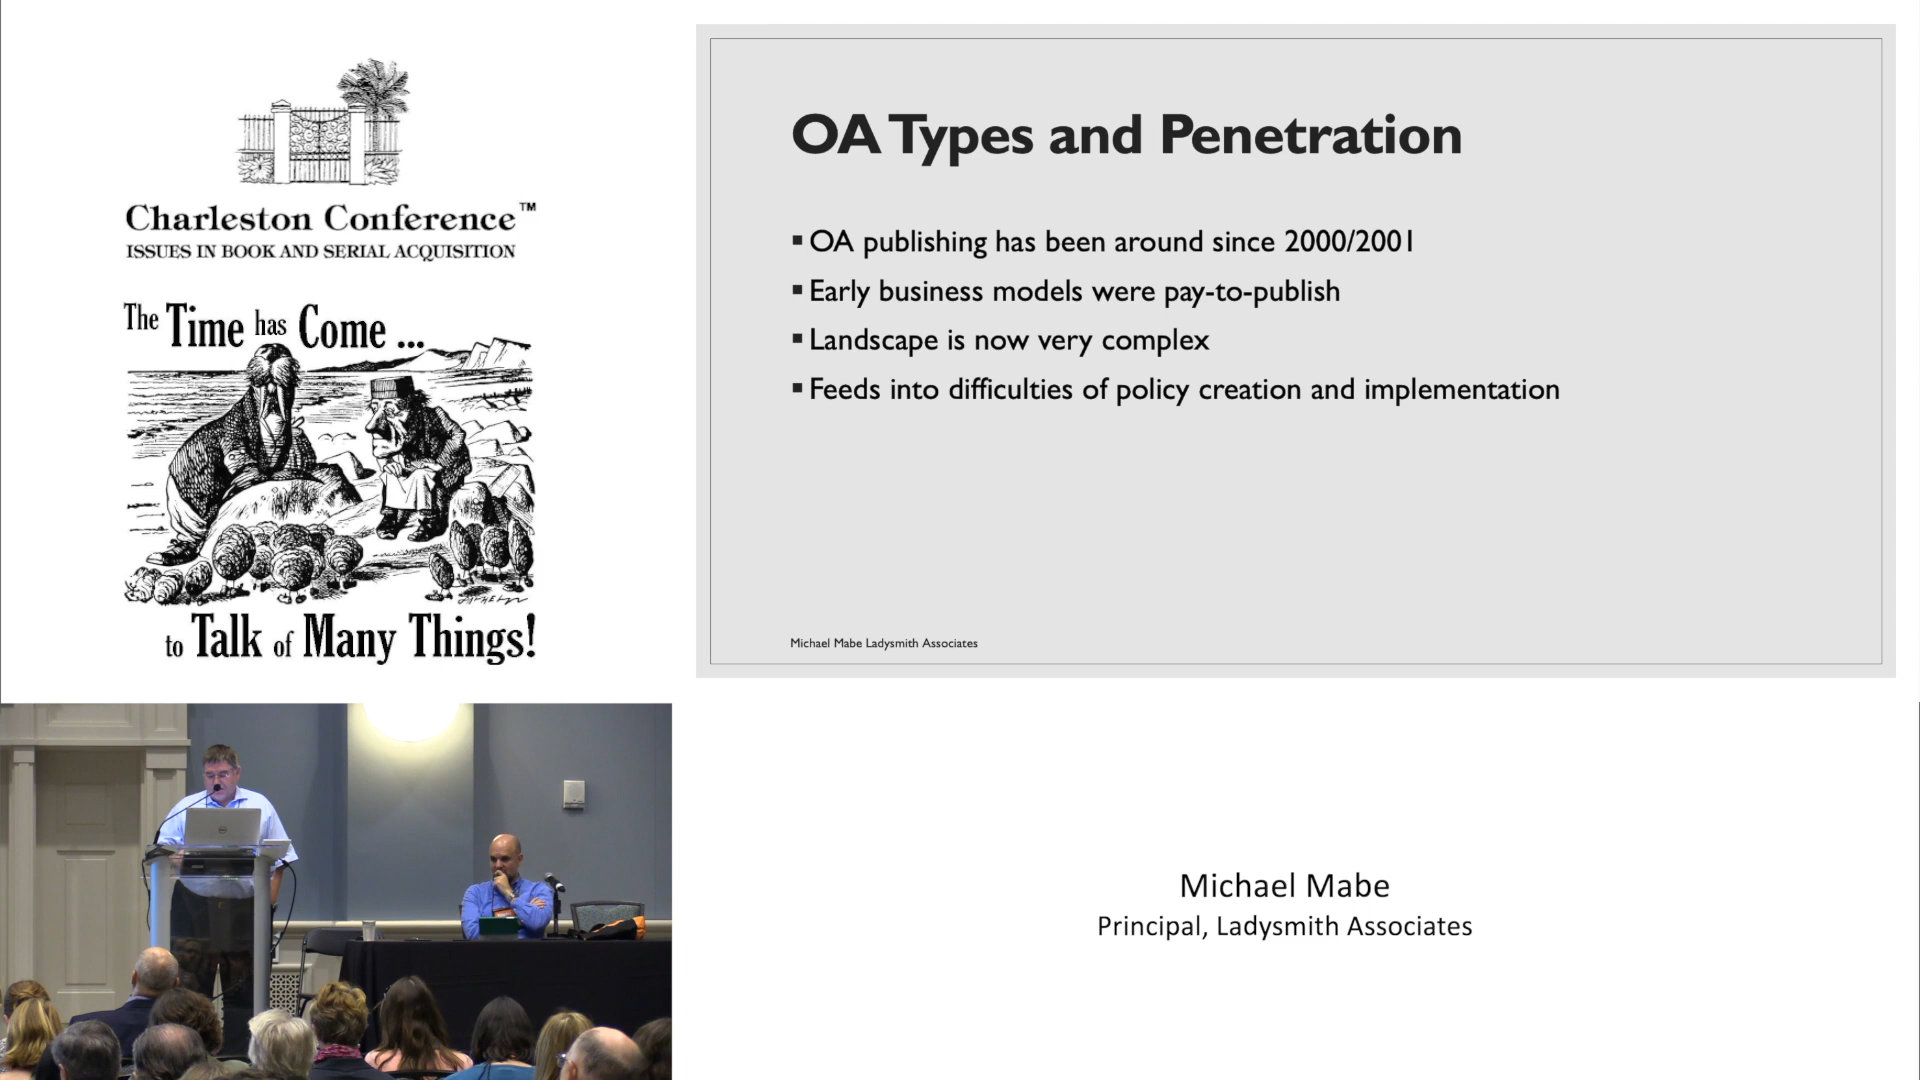 Charleston Conference™
ISSUES IN BOOK AND SERIAL ACQUISITION
The Time has Come ...
to Talk of Many Things!
OA Types and Penetration
▪ OA publishing has been around since 2000/2001
▪ Early business models were pay-to-publish
▪ Landscape is now very complex
▪ Feeds into difficulties of policy creation and implementation
Michael Mabe Ladysmith Associates
Michael Mabe
Principal, Ladysmith Associates